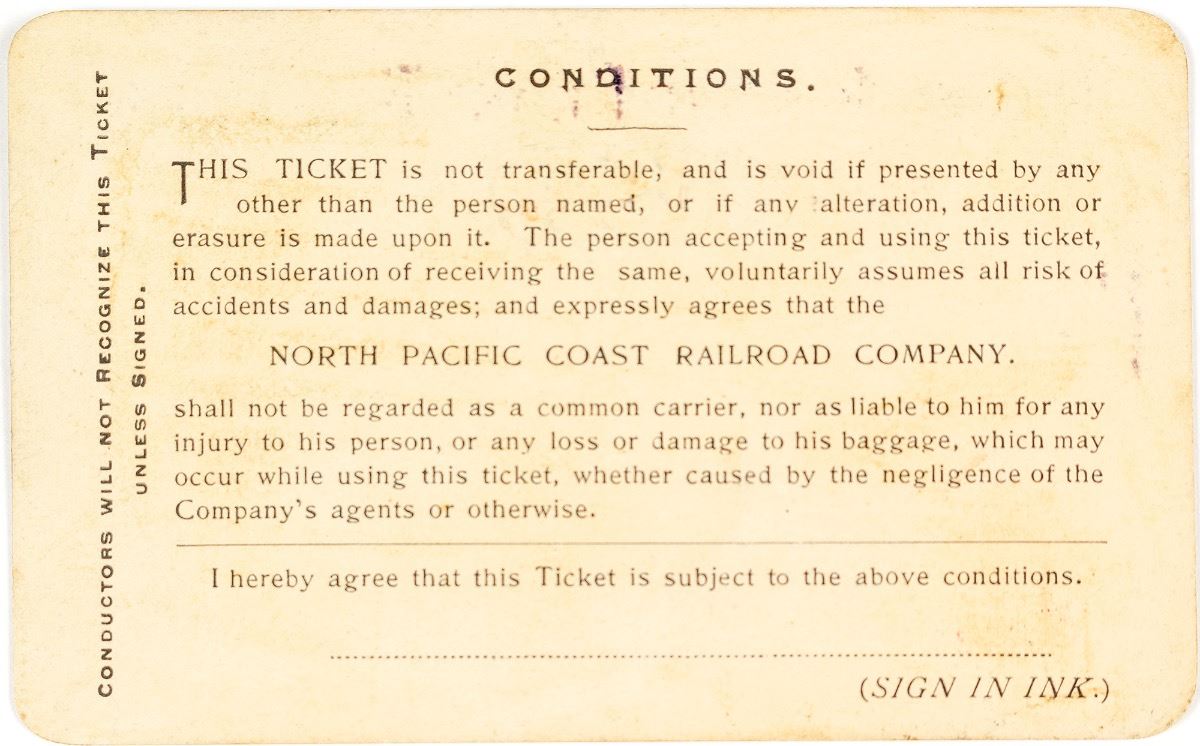 CONDITIONS.
THIS TICKET is not transferable, and is void if presented by any
other than the person named, or if any alteration, addition or
erasure is made upon it. The person accepting and using this ticket,
in consideration of receiving the same, voluntarily assumes all risk of
accidents and damages; and expressly agrees that the
NORTH PACIFIC COAST RAILROAD COMPANY.
shall not be regarded as a common carrier, nor as liable to him for any
injury to his person, or any loss or damage to his baggage, which may
occur while using this ticket, whether caused by the negligence of the
Company's agents or otherwise.
I hereby agree that this Ticket is subject to the above conditions.
(SIGN IN INK.)
CONDUCTORS WILL NOT RECOGNIZE THIS TICKET
UNLESS SIGNED.